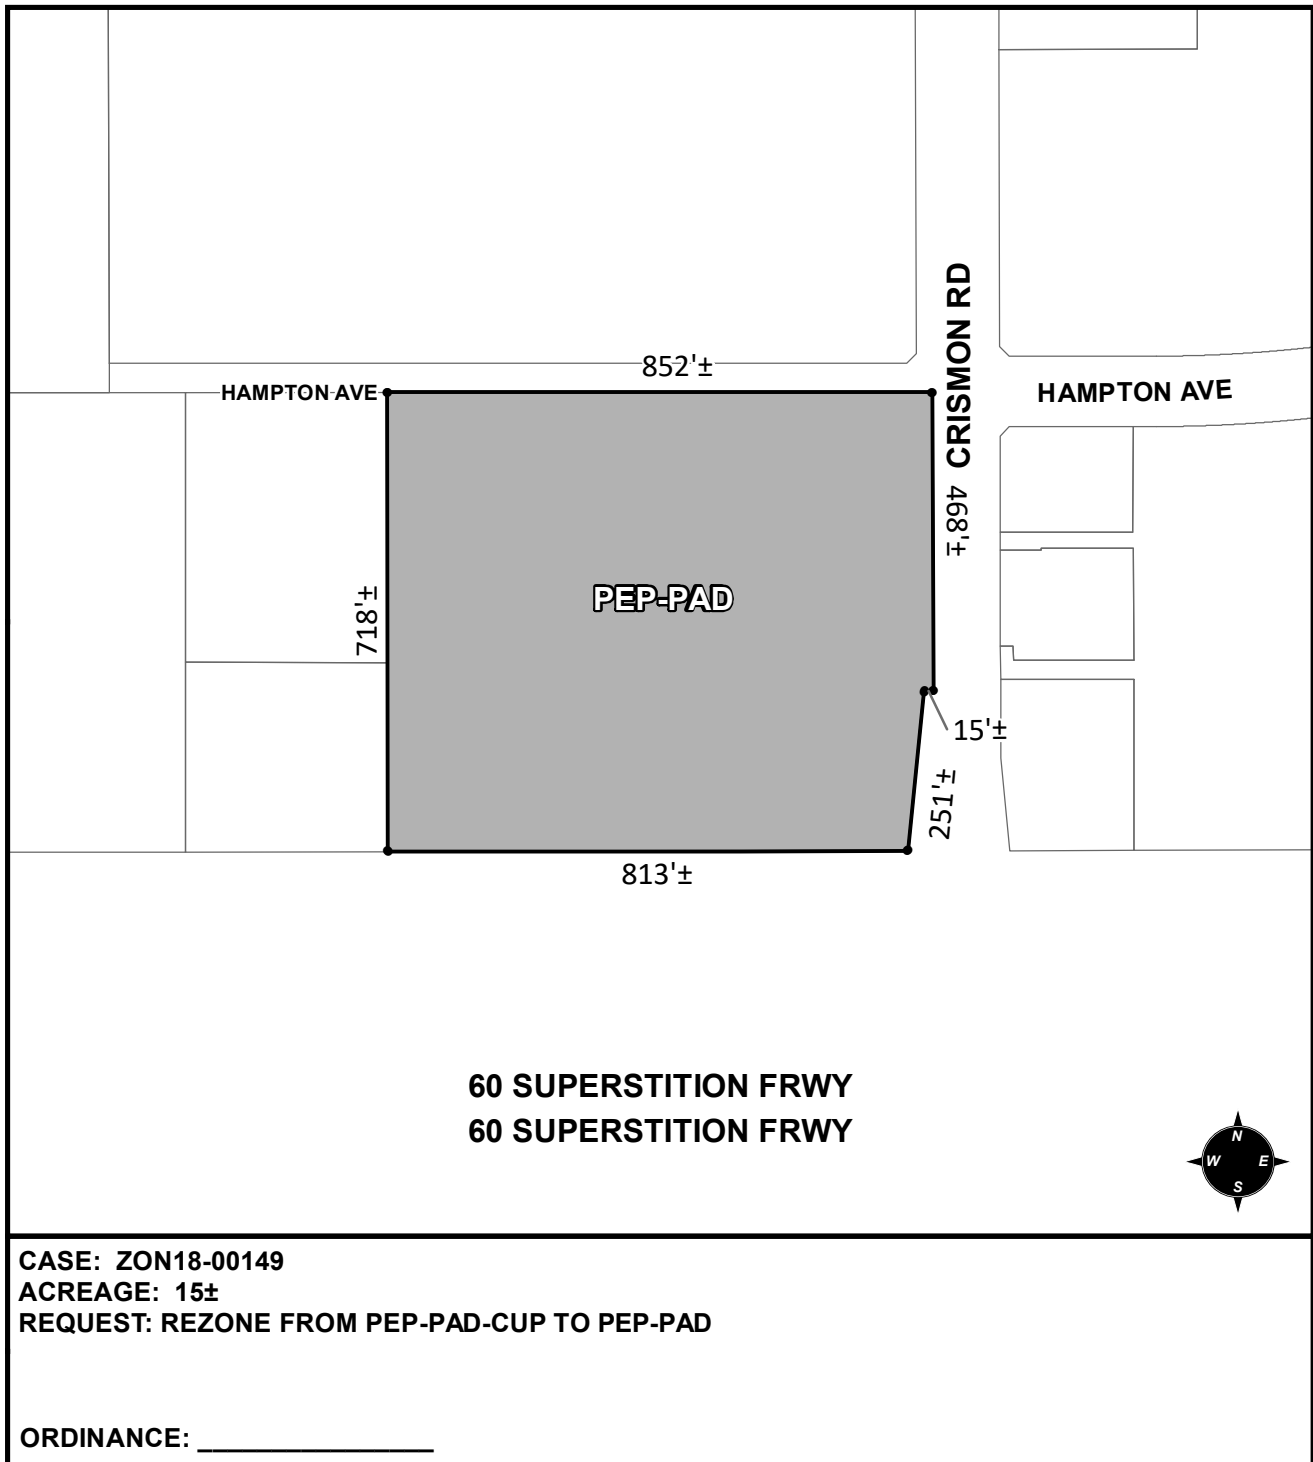 CRISMON RD
852'±
HAMPTON AVE
HAMPTON AVE
468'±
PEP-PAD
718'±
15'±
251'±
813'±
60 SUPERSTITION FRWY
60 SUPERSTITION FRWY
N
W E
S
CASE: ZON18-00149
ACREAGE: 15±
REQUEST: REZONE FROM PEP-PAD-CUP TO PEP-PAD
ORDINANCE: ________________